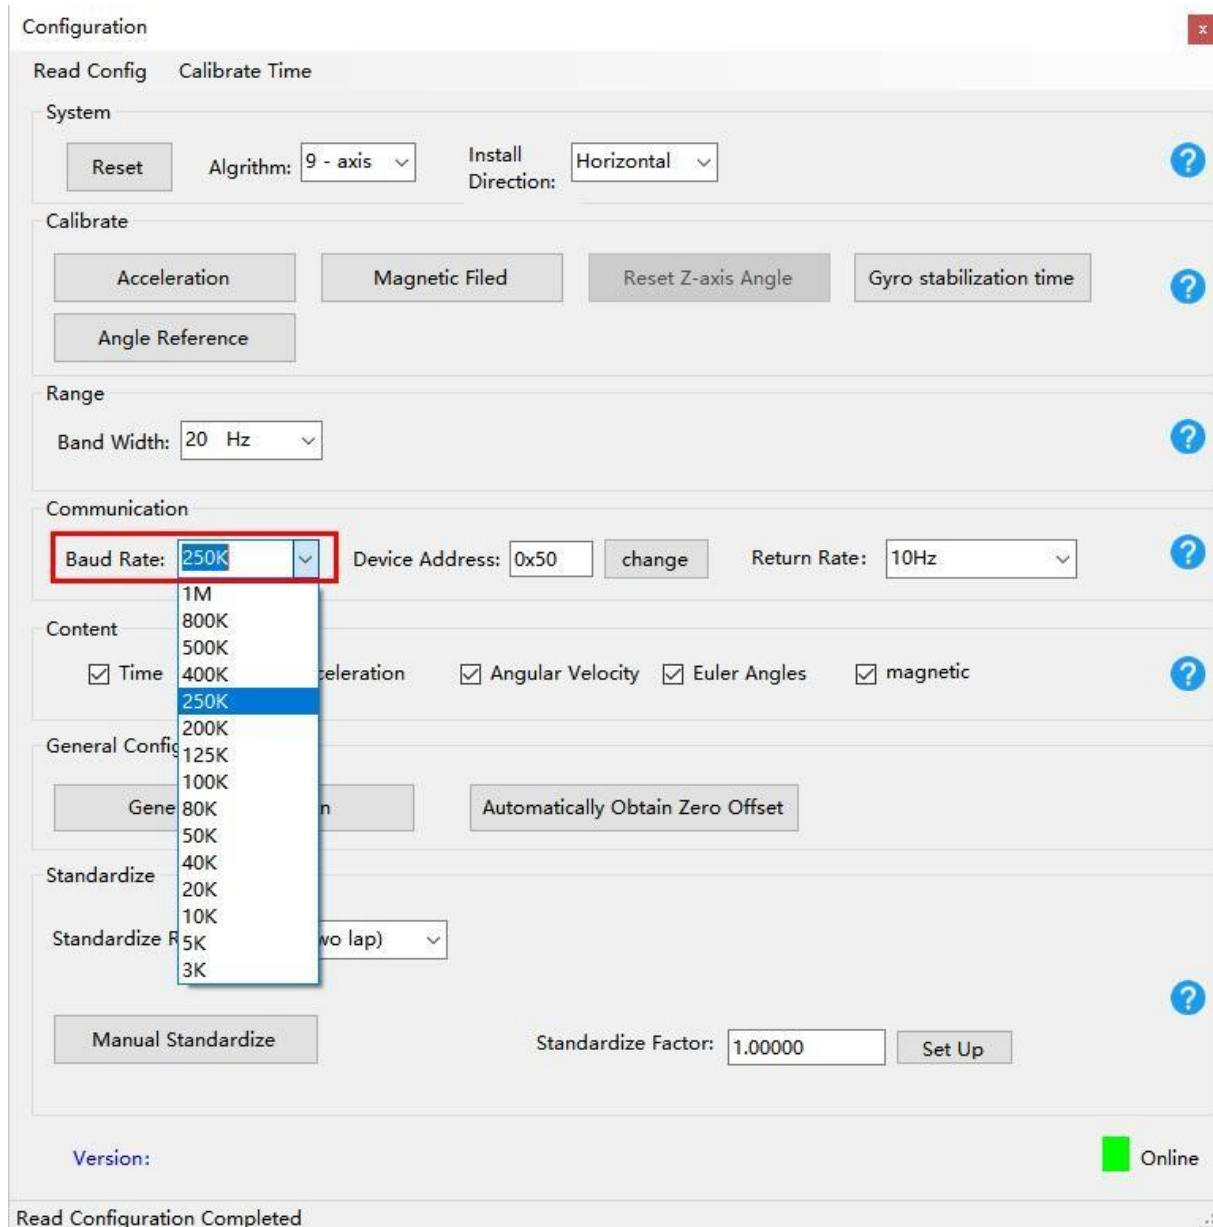 Configuration
x
Read Config Calibrate Time
System
Reset Algrithm: 9 - axis Install Direction: Horizontal ?
Calibrate
Acceleration Magnetic Filed Reset Z-axis Angle Gyro stabilization time ?
Angle Reference
Range
Band Width: 20 Hz ?
Communication
Baud Rate: 250K Device Address: 0x50 change Return Rate: 10Hz ?
1M
800K
500K
400K
250K
200K
125K
100K
80K
50K
40K
20K
10K
5K
3K
Content
Time Angular Velocity Euler Angles magnetic ?
General
Automatically Obtain Zero Offset
Standardize
Standardize lap)
?
Manual Standardize Standardize Factor: 1.00000 Set Up
Version: Online
Read Configuration Completed